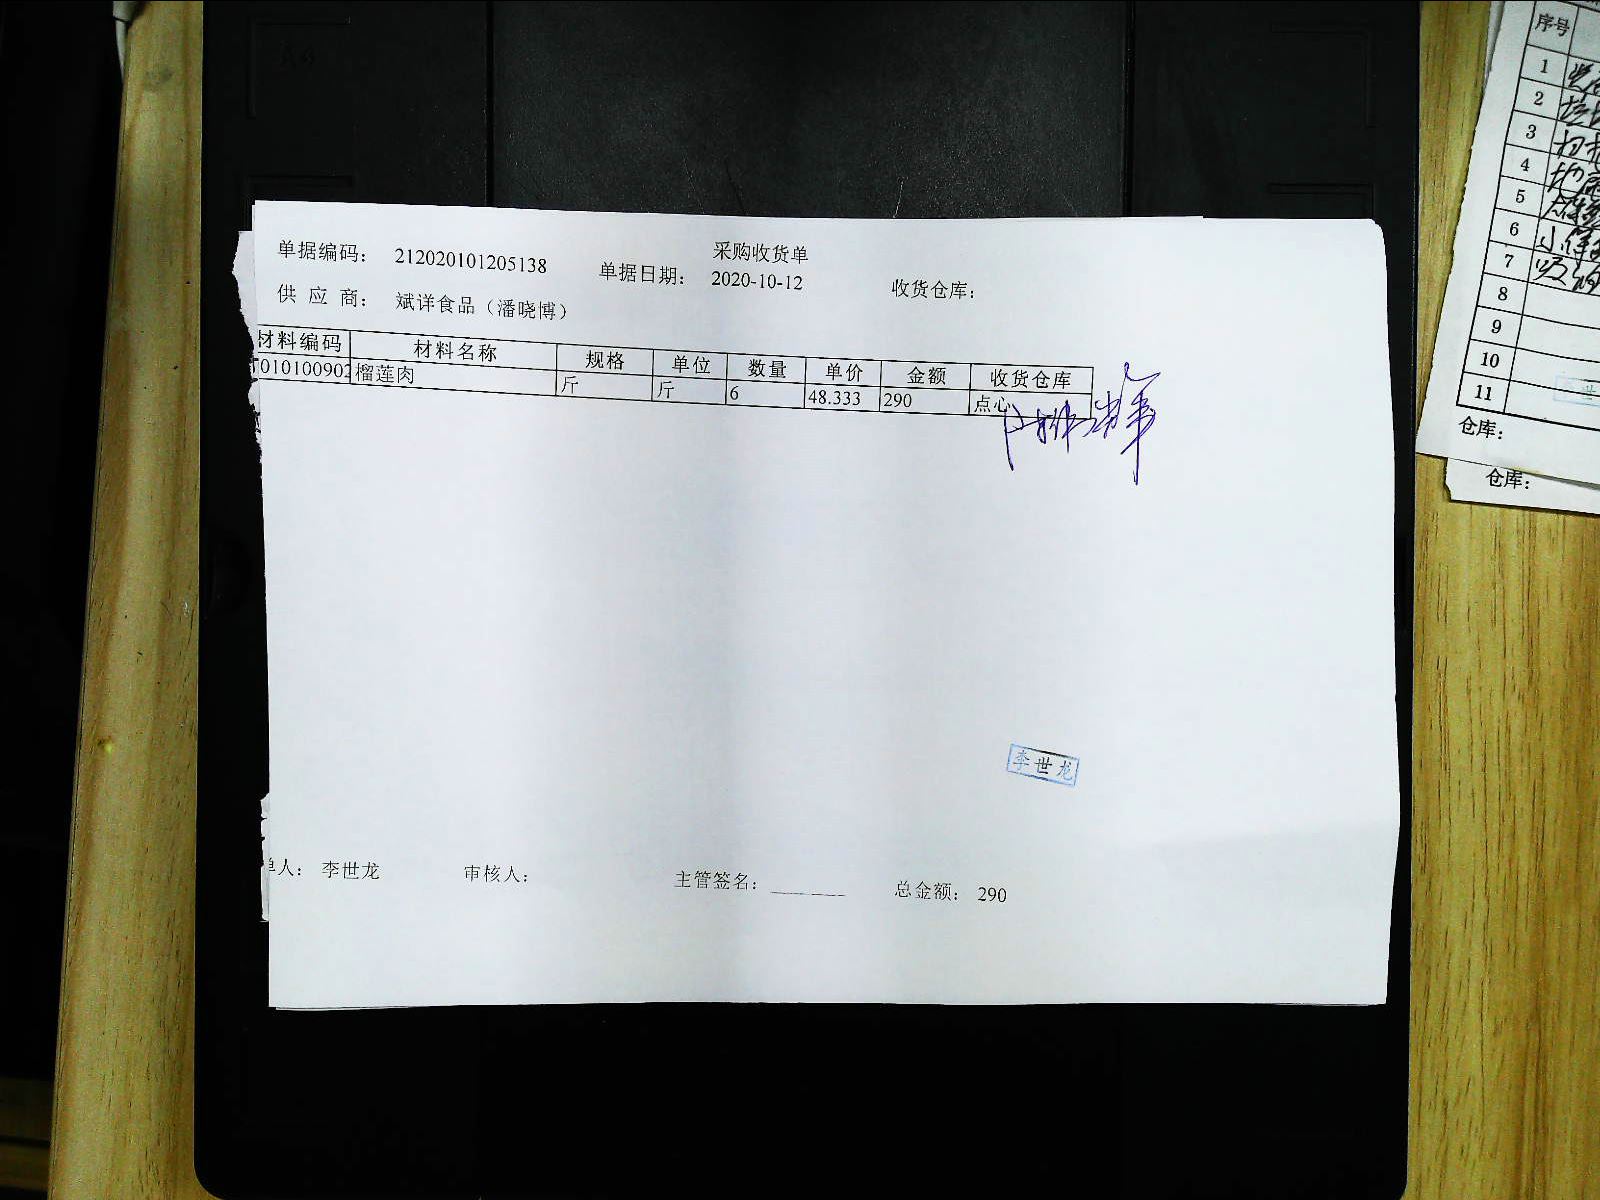 采购收货单
单据编码： 212020101205138 单据日期： 2020-10-12 收货仓库：
供 应 商： 斌详食品（潘晓博）
材料编码 材料名称 规格 单位 数量 单价 金额 收货仓库
010100902 榴莲肉 斤 斤 6 48.333 290 点心
李世龙
单人： 李世龙 审核人： 主管签名： 总金额： 290
序号
1
2
3
4
5
6
7
8
9
10
11
仓库：
仓库：